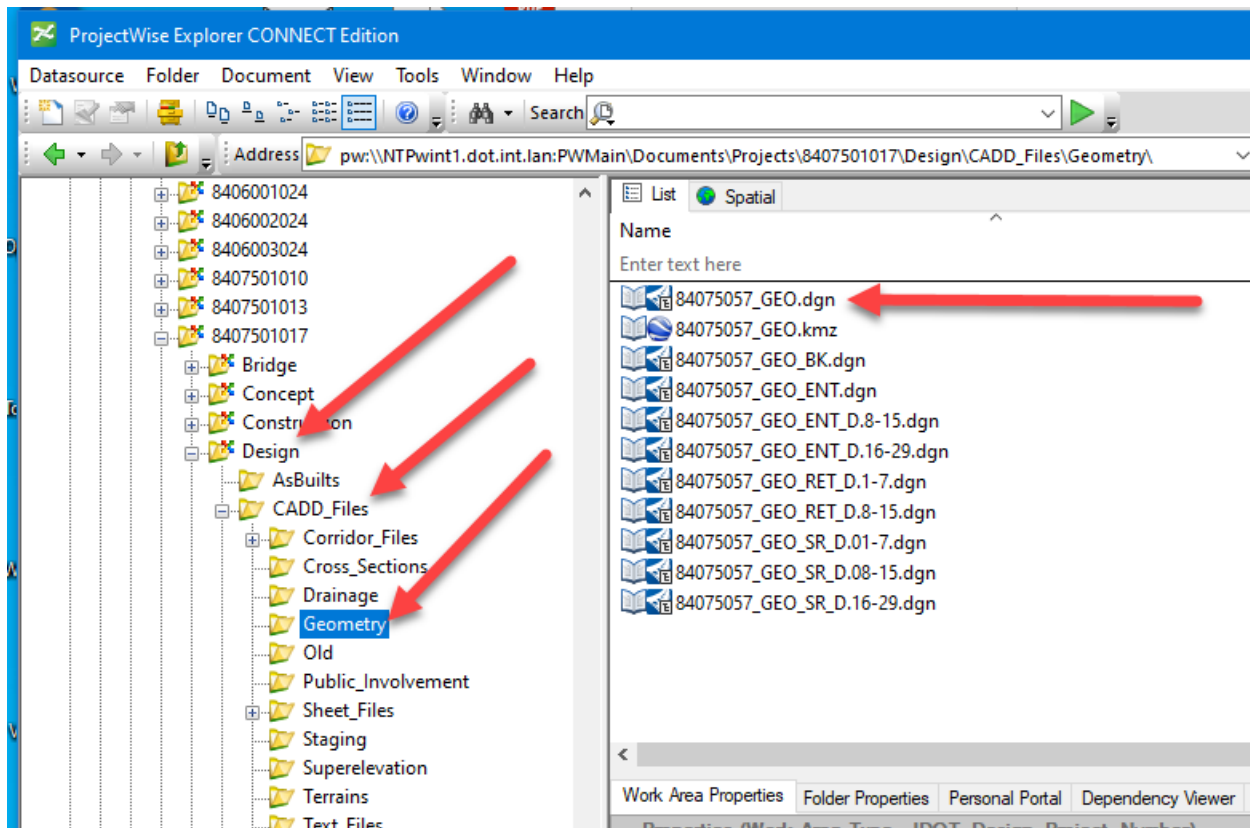 ProjectWise Explorer CONNECT Edition
Datasource Folder Document View Tools Window Help
Search
Address pw:\\NTPwint1.dot.int.lan:PWMain\Documents\Projects\8407501017\Design\CADD_Files\Geometry\
8406001024
8406002024
8406003024
8407501010
8407501013
8407501017
Bridge
Concept
Design
AsBuilts
CADD_Files
Corridor_Files
Cross_Sections
Drainage
Geometry
Old
Public_Involvement
Sheet_Files
Staging
Superelevation
Terrains
Text_Files
List Spatial
Name
Enter text here
84075057_GEO.dgn
84075057_GEO.kmz
84075057_GEO_BK.dgn
84075057_GEO_ENT.dgn
84075057_GEO_ENT_D.8-15.dgn
84075057_GEO_ENT_D.16-29.dgn
84075057_GEO_RET_D.1-7.dgn
84075057_GEO_RET_D.8-15.dgn
84075057_GEO_SR_D.01-7.dgn
84075057_GEO_SR_D.08-15.dgn
84075057_GEO_SR_D.16-29.dgn
Work Area Properties Folder Properties Personal Portal Dependency Viewer